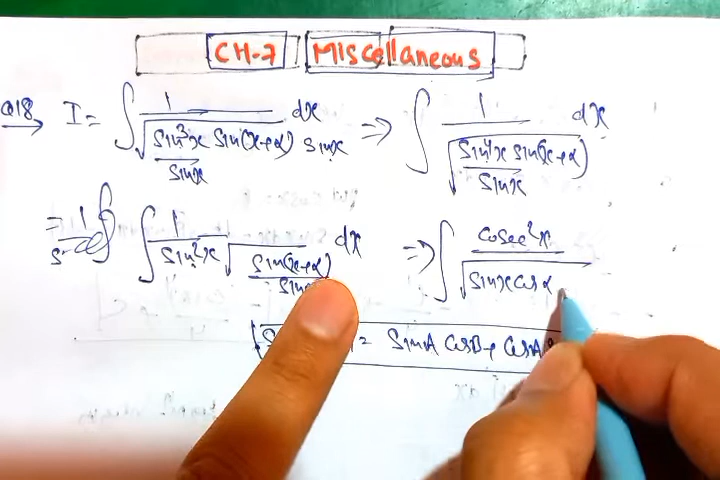 CH-7 Miscellaneous
Q18 I = ∫ 1 / √(sin³x sin(x+α) sinx / sinx) dx ⇒ ∫ 1 / √(sin⁴x sin(x+α) / sinx) dx
= ∫ 1 / sin²x √(sin(x+α) / sin dx ⇒ ∫ cosec²x / √sinx cosα
= SinA CosB + CosA